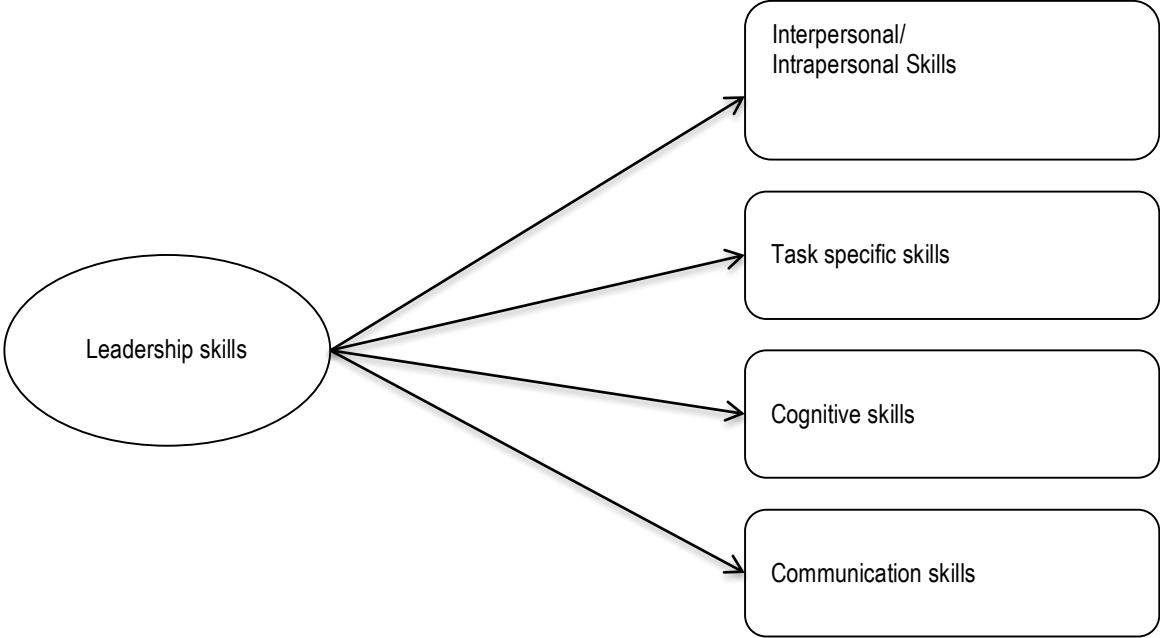 Interpersonal/
Intrapersonal Skills
Task specific skills
Leadership skills
Cognitive skills
Communication skills